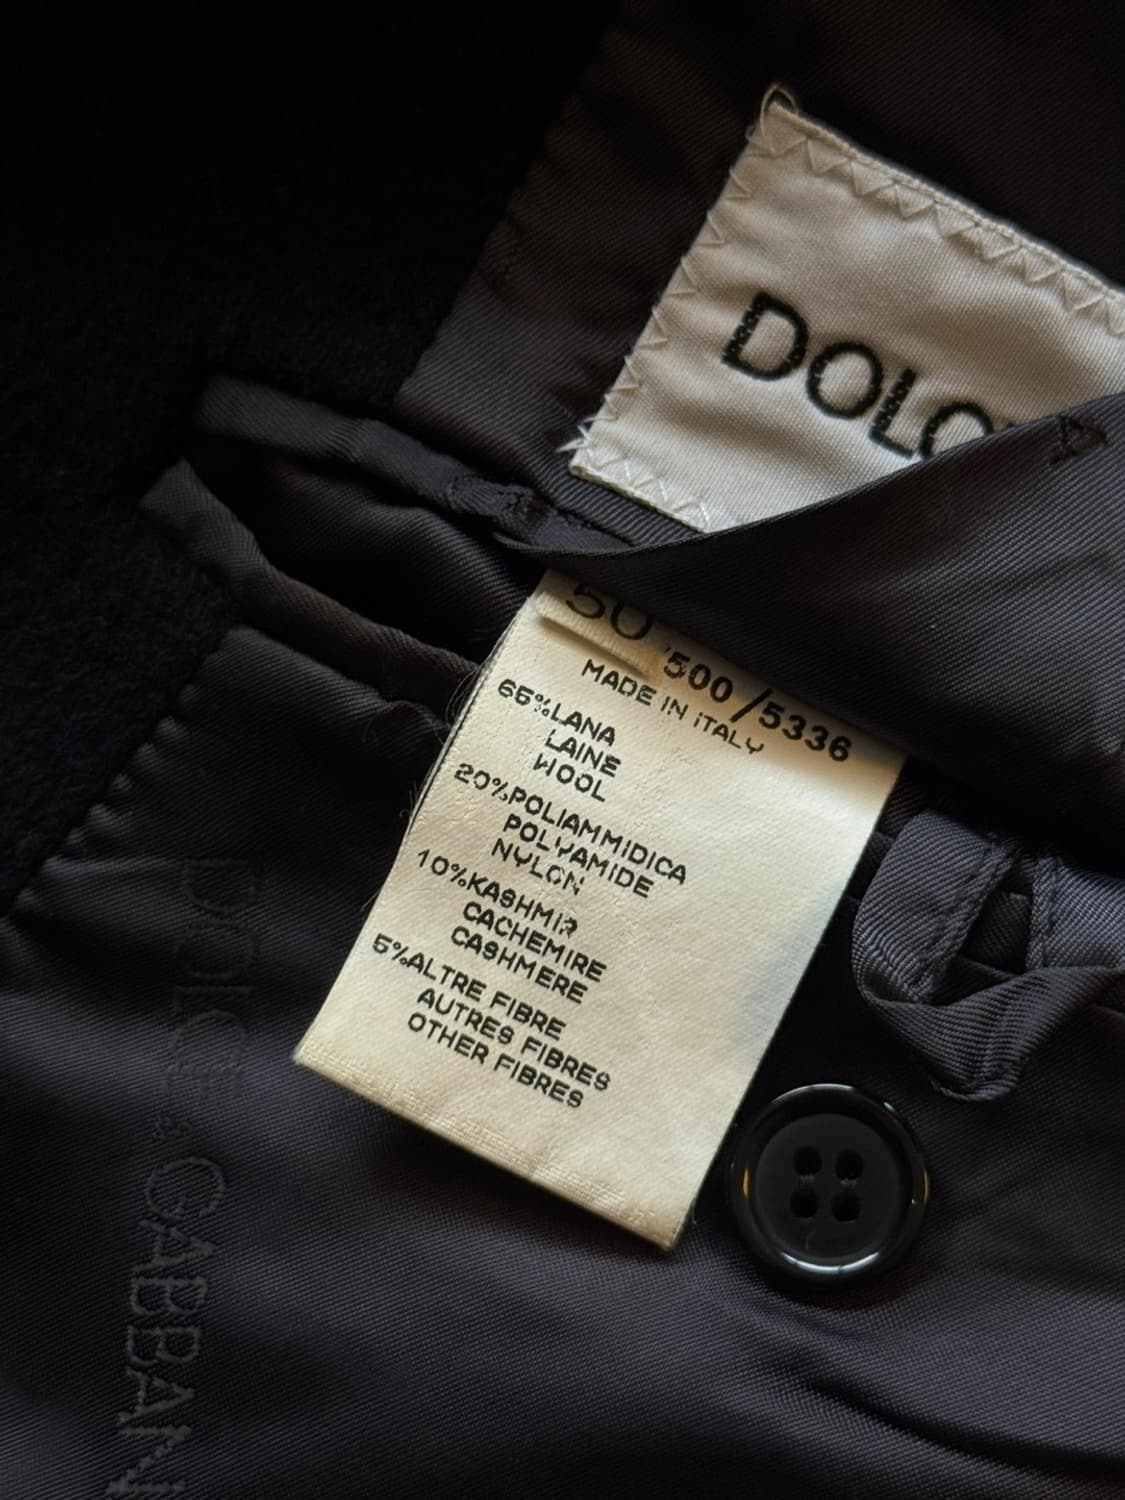 DOLC
50
500/5336
MADE IN ITALY
65%LANA
LAINE
WOOL
20%POLIAMMIDICA
POLYAMIDE
NYLON
10%KASHMIR
CACHEMIRE
CASHMERE
5%ALTRE FIBRE
AUTRES FIBRES
OTHER FIBRES
DOLCE & GABBAN